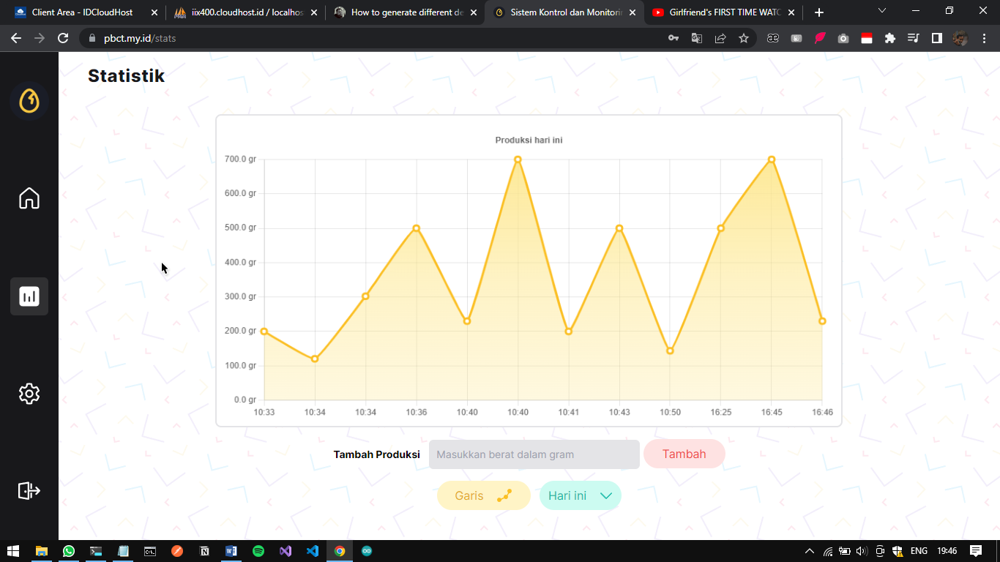 Client Area - IDCloudHost
iix400.cloudhost.id / localhos
How to generate different de
Sistem Kontrol dan Monitorin
Girlfriend's FIRST TIME WATC
pbct.my.id/stats
Statistik
Produksi hari ini
700.0 gr
600.0 gr
500.0 gr
400.0 gr
300.0 gr
200.0 gr
100.0 gr
0.0 gr
10:33 10:34 10:34 10:36 10:40 10:40 10:41 10:43 10:50 16:25 16:45 16:46
Tambah Produksi Masukkan berat dalam gram Tambah
Garis Hari ini
ENG 19:46